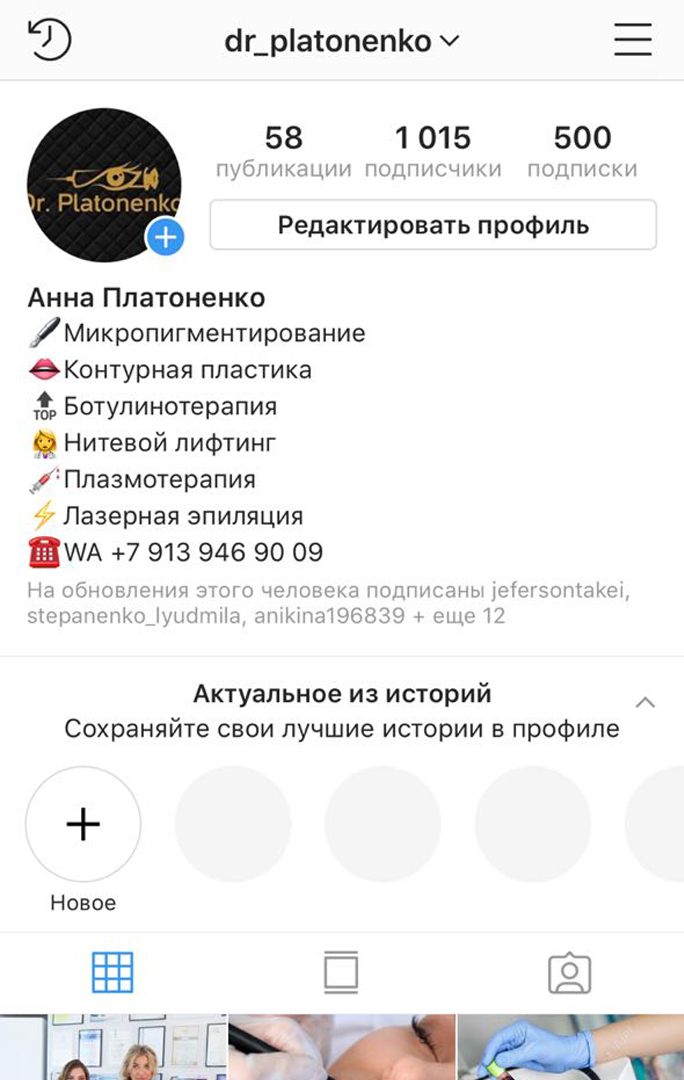 dr_platonenko
58
1 015
500
публикации
подписчики
подписки
Dr. Platonenko
Редактировать профиль
Анна Платоненко
Микропигментирование
Контурная пластика
TOP Ботулинотерапия
Нитевой лифтинг
Плазмотерапия
Лазерная эпиляция
WA +7 913 946 90 09
На обновления этого человека подписаны jefersontakei,
stepanenko_lyudmila, anikina196839 + еще 12
Актуальное из историй
Сохраняйте свои лучшие истории в профиле
Новое